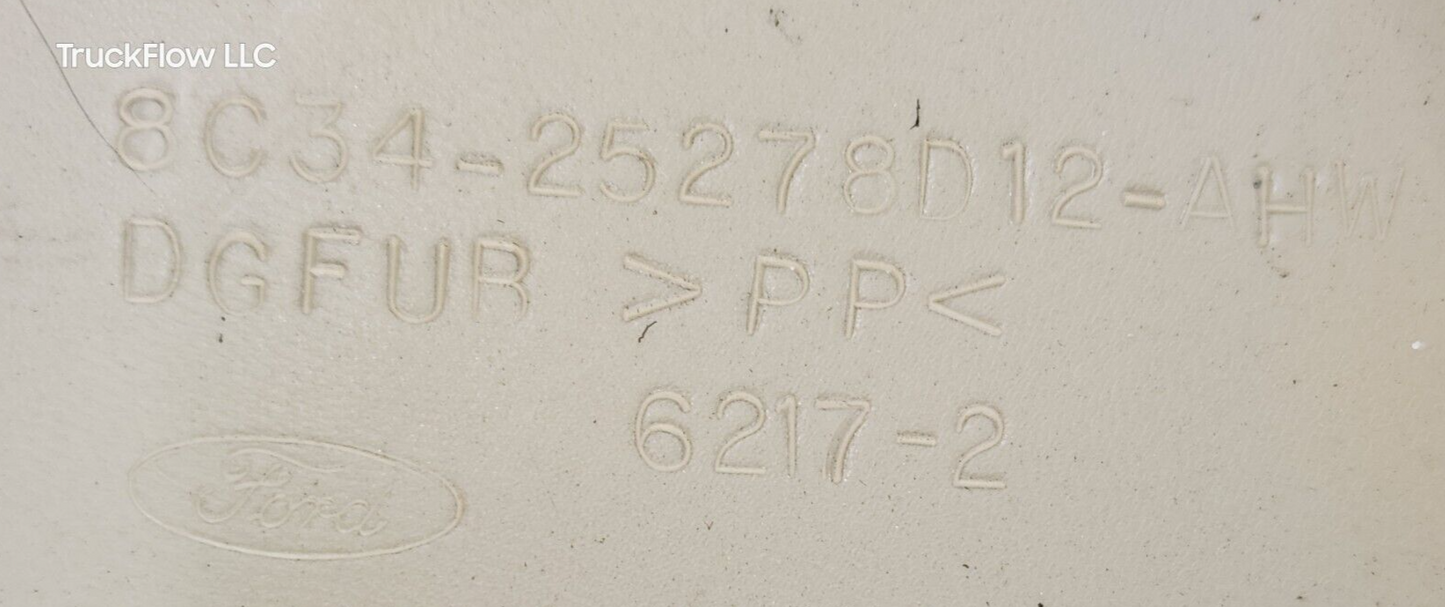 TruckFlow LLC
8C34-25278D12-AHW
DGFUR >PP<
6217-2
Ford